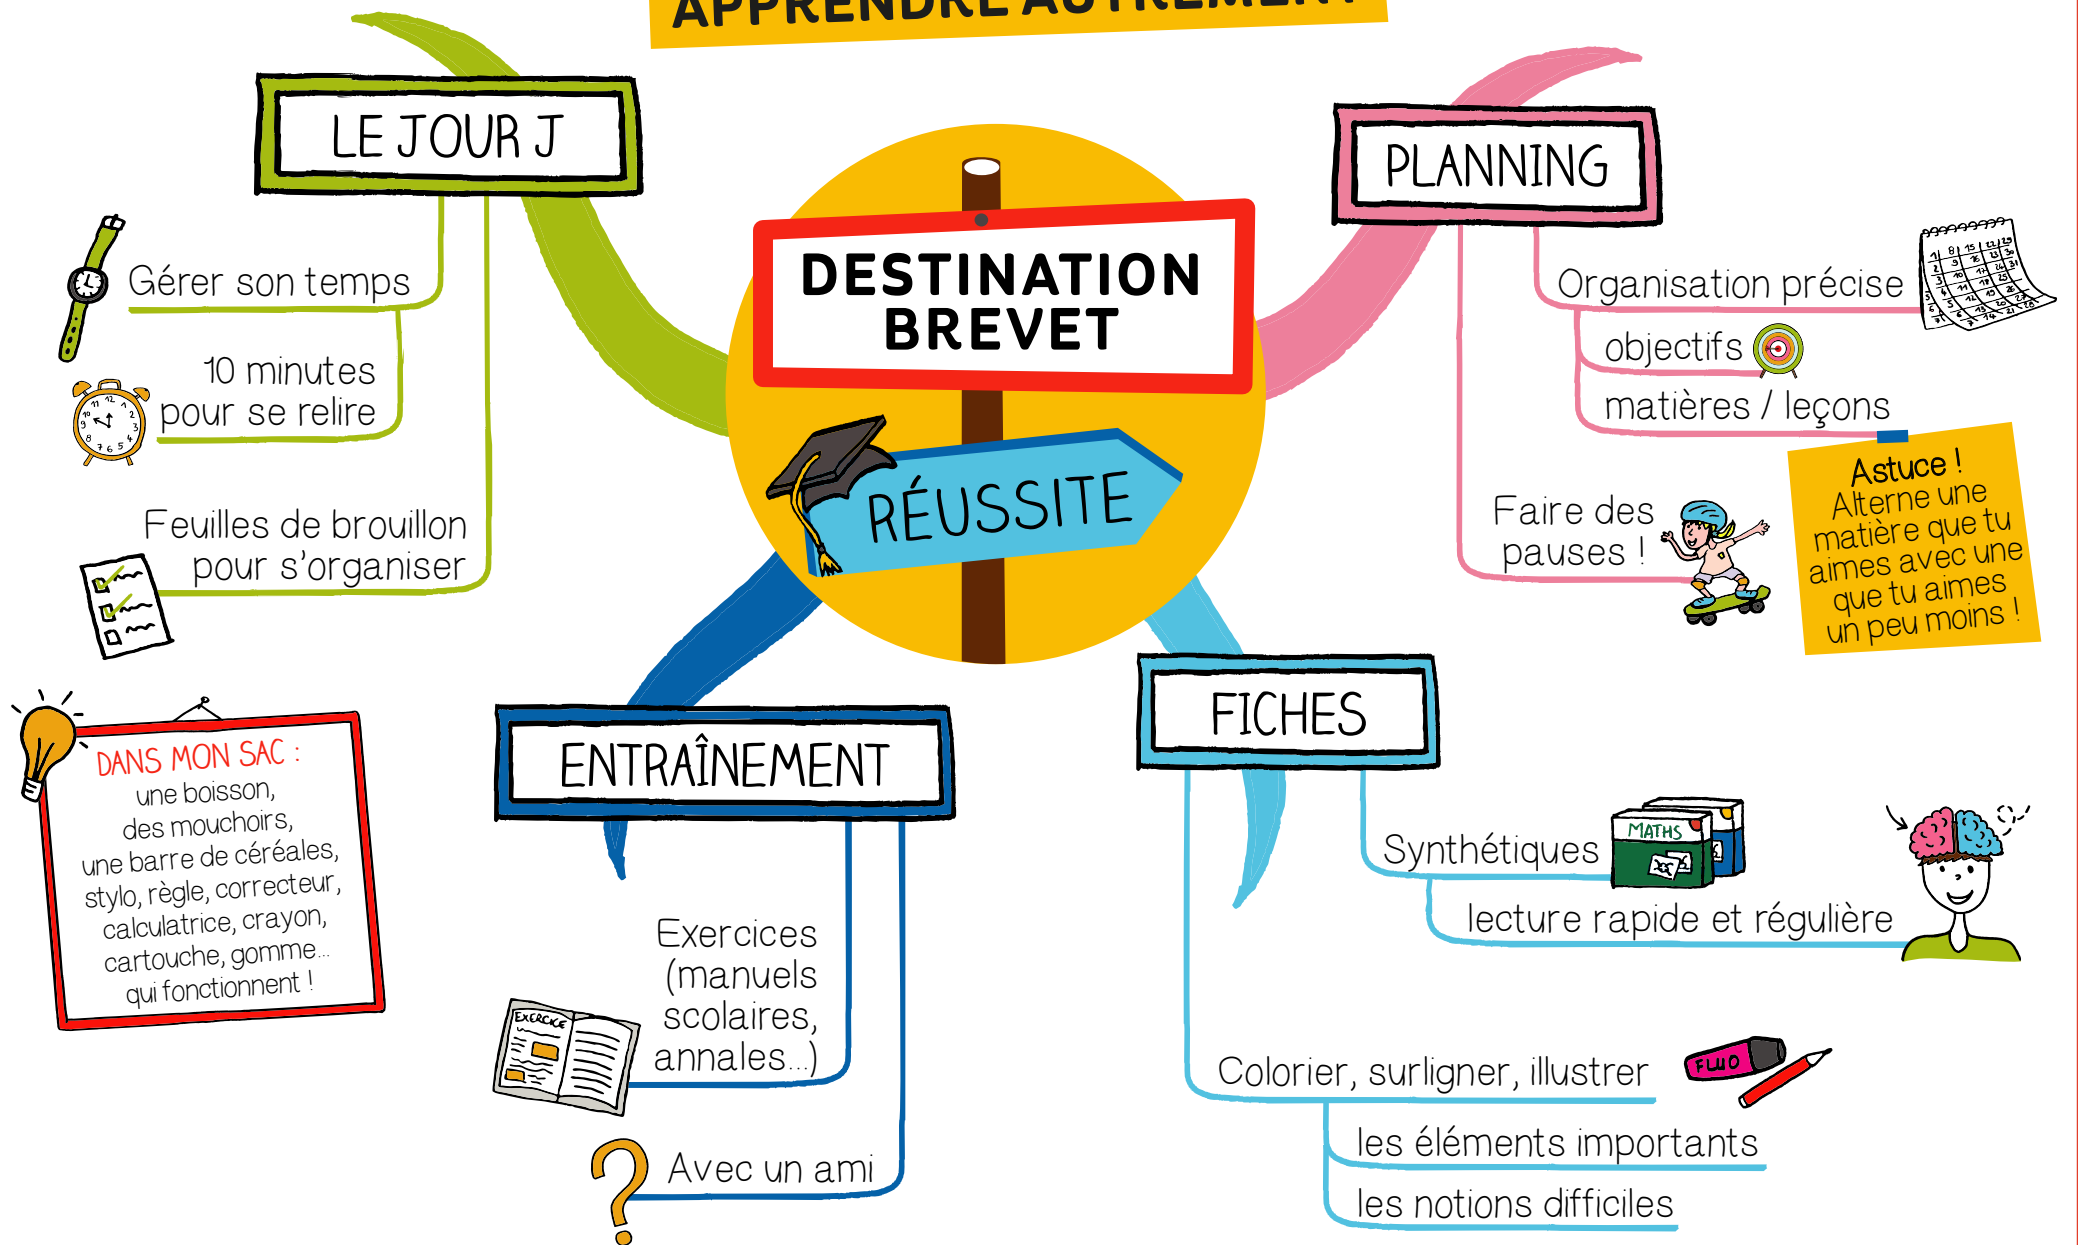 APPRENDRE AUTREMENT
DESTINATION
BREVET
RÉUSSITE
LE JOUR J
Gérer son temps
10 minutes
pour se relire
Feuilles de brouillon
pour s'organiser
PLANNING
Organisation précise
objectifs
matières / leçons
Faire des
pauses !
Astuce !
Alterne une
matière que tu
aimes avec une
que tu aimes
un peu moins !
DANS MON SAC :
une boisson,
des mouchoirs,
une barre de céréales,
stylo, règle, correcteur,
calculatrice, crayon,
cartouche, gomme...
qui fonctionnent !
ENTRAÎNEMENT
Exercices
(manuels
scolaires,
annales...)
EXERCICE
Avec un ami
FICHES
Synthétiques
MATHS
lecture rapide et régulière
Colorier, surligner, illustrer
FLUO
les éléments importants
les notions difficiles